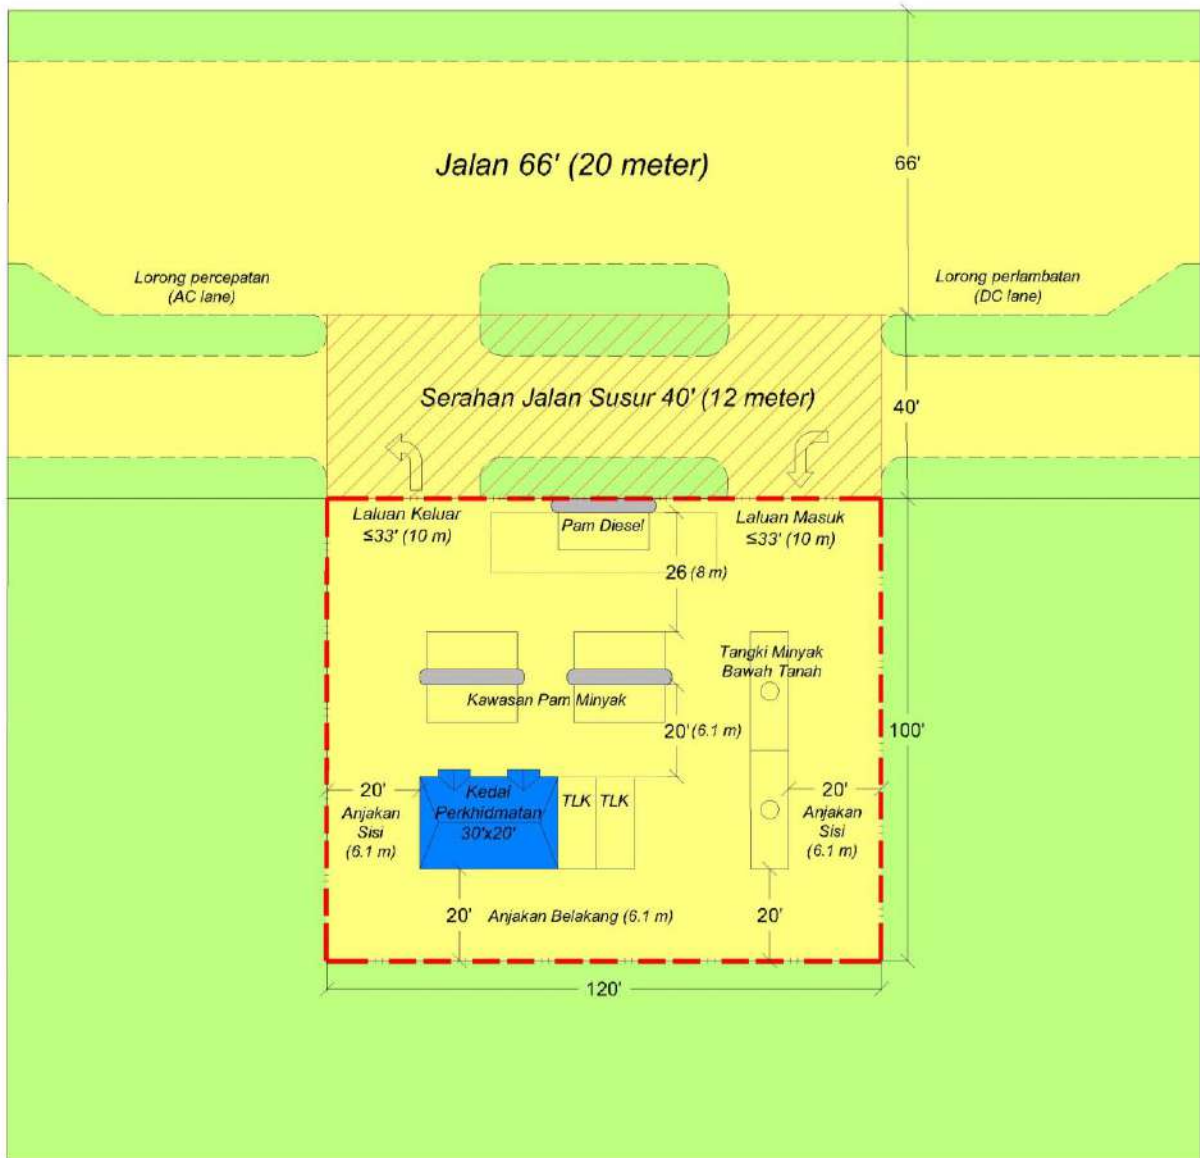 Jalan 66' (20 meter)
66'
Lorong percepatan
(AC lane)
Lorong perlambatan
(DC lane)
Serahan Jalan Susur 40' (12 meter)
40'
Laluan Keluar
≤33' (10 m)
Pam Diesel
Laluan Masuk
≤33' (10 m)
26 (8 m)
Tangki Minyak
Bawah Tanah
Kawasan Pam Minyak
20' (6.1 m)
100'
20'
Anjakan
Sisi
(6.1 m)
Kedai
Perkhidmatan
30'x20'
TLK
TLK
20'
Anjakan
Sisi
(6.1 m)
20'
Anjakan Belakang (6.1 m)
20'
120'